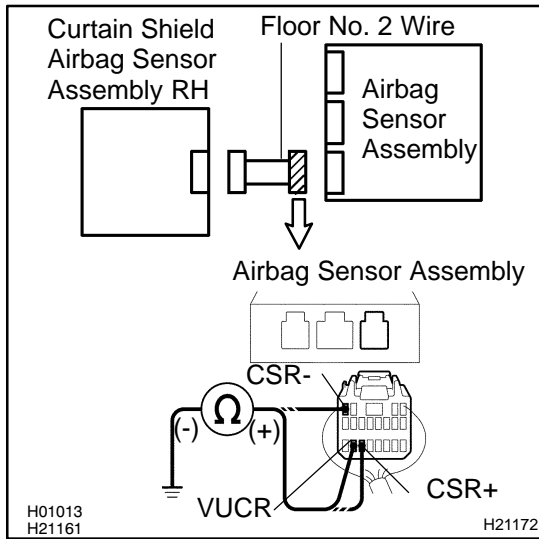 Curtain Shield
Airbag Sensor
Assembly RH
Floor No. 2 Wire
Airbag
Sensor
Assembly
Airbag Sensor Assembly
CSR-
Ω
(-)
(+)
VUCR
CSR+
H01013
H21161
H21172